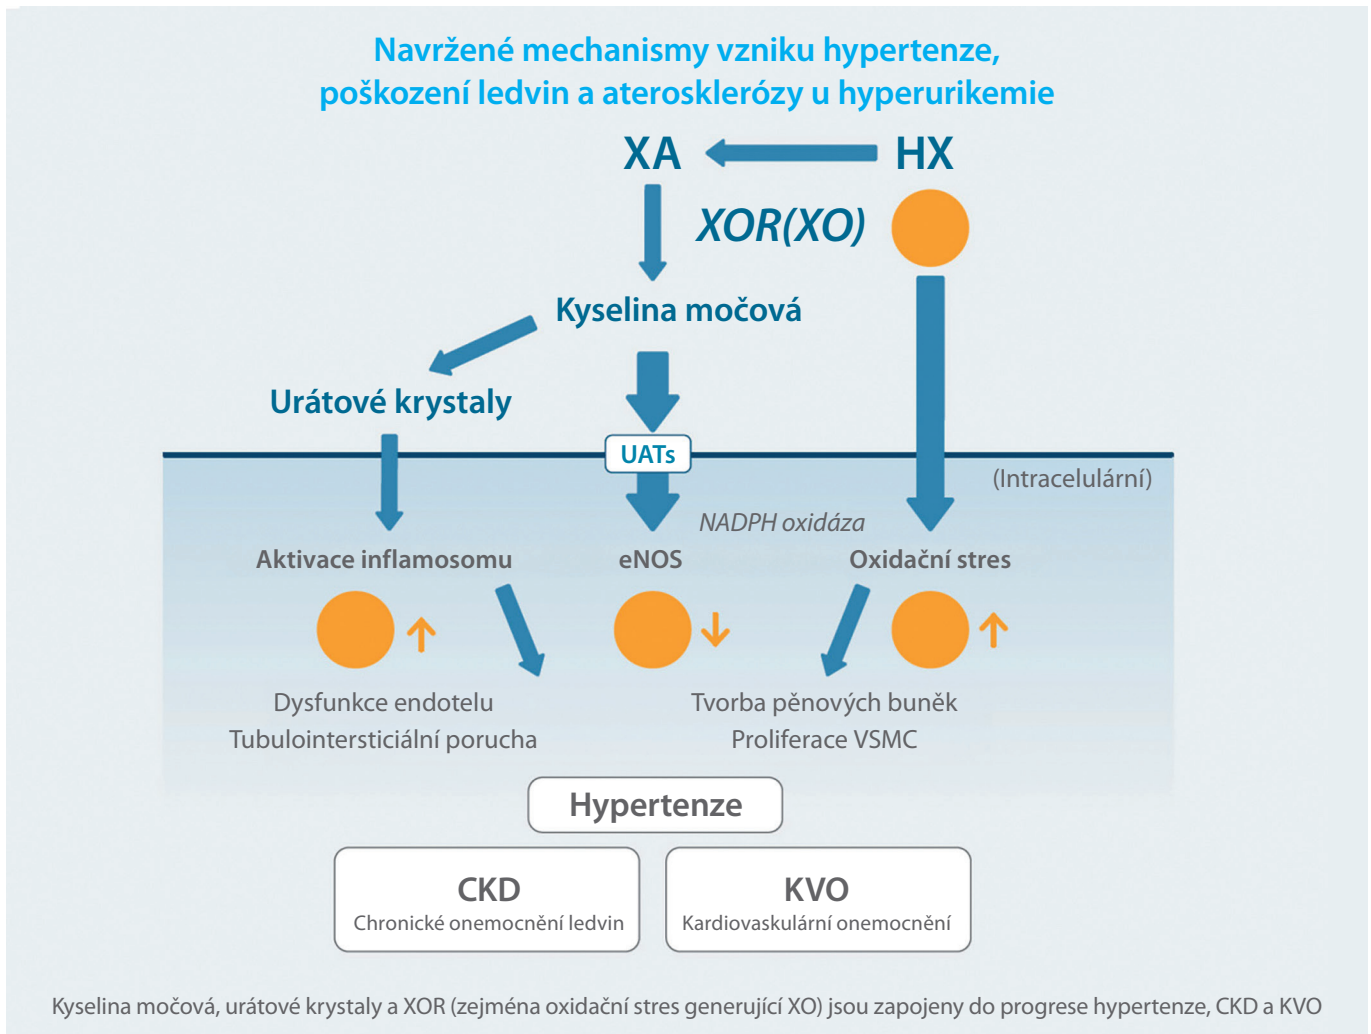 Navržené mechanismy vzniku hypertenze,
poškození ledvin a aterosklerózy u hyperurikemie
XA
HX
XOR(XO)
Kyselina močová
Urátové krystaly
UATs
(Intracelulární)
NADPH oxidáza
Aktivace inflamosomu
eNOS
Oxidační stres
Dysfunkce endotelu
Tubulointersticiální porucha
Tvorba pěnových buněk
Proliferace VSMC
Hypertenze
CKD
Chronické onemocnění ledvin
KVO
Kardiovaskulární onemocnění
Kyselina močová, urátové krystaly a XOR (zejména oxidační stres generující XO) jsou zapojeny do progrese hypertenze, CKD a KVO